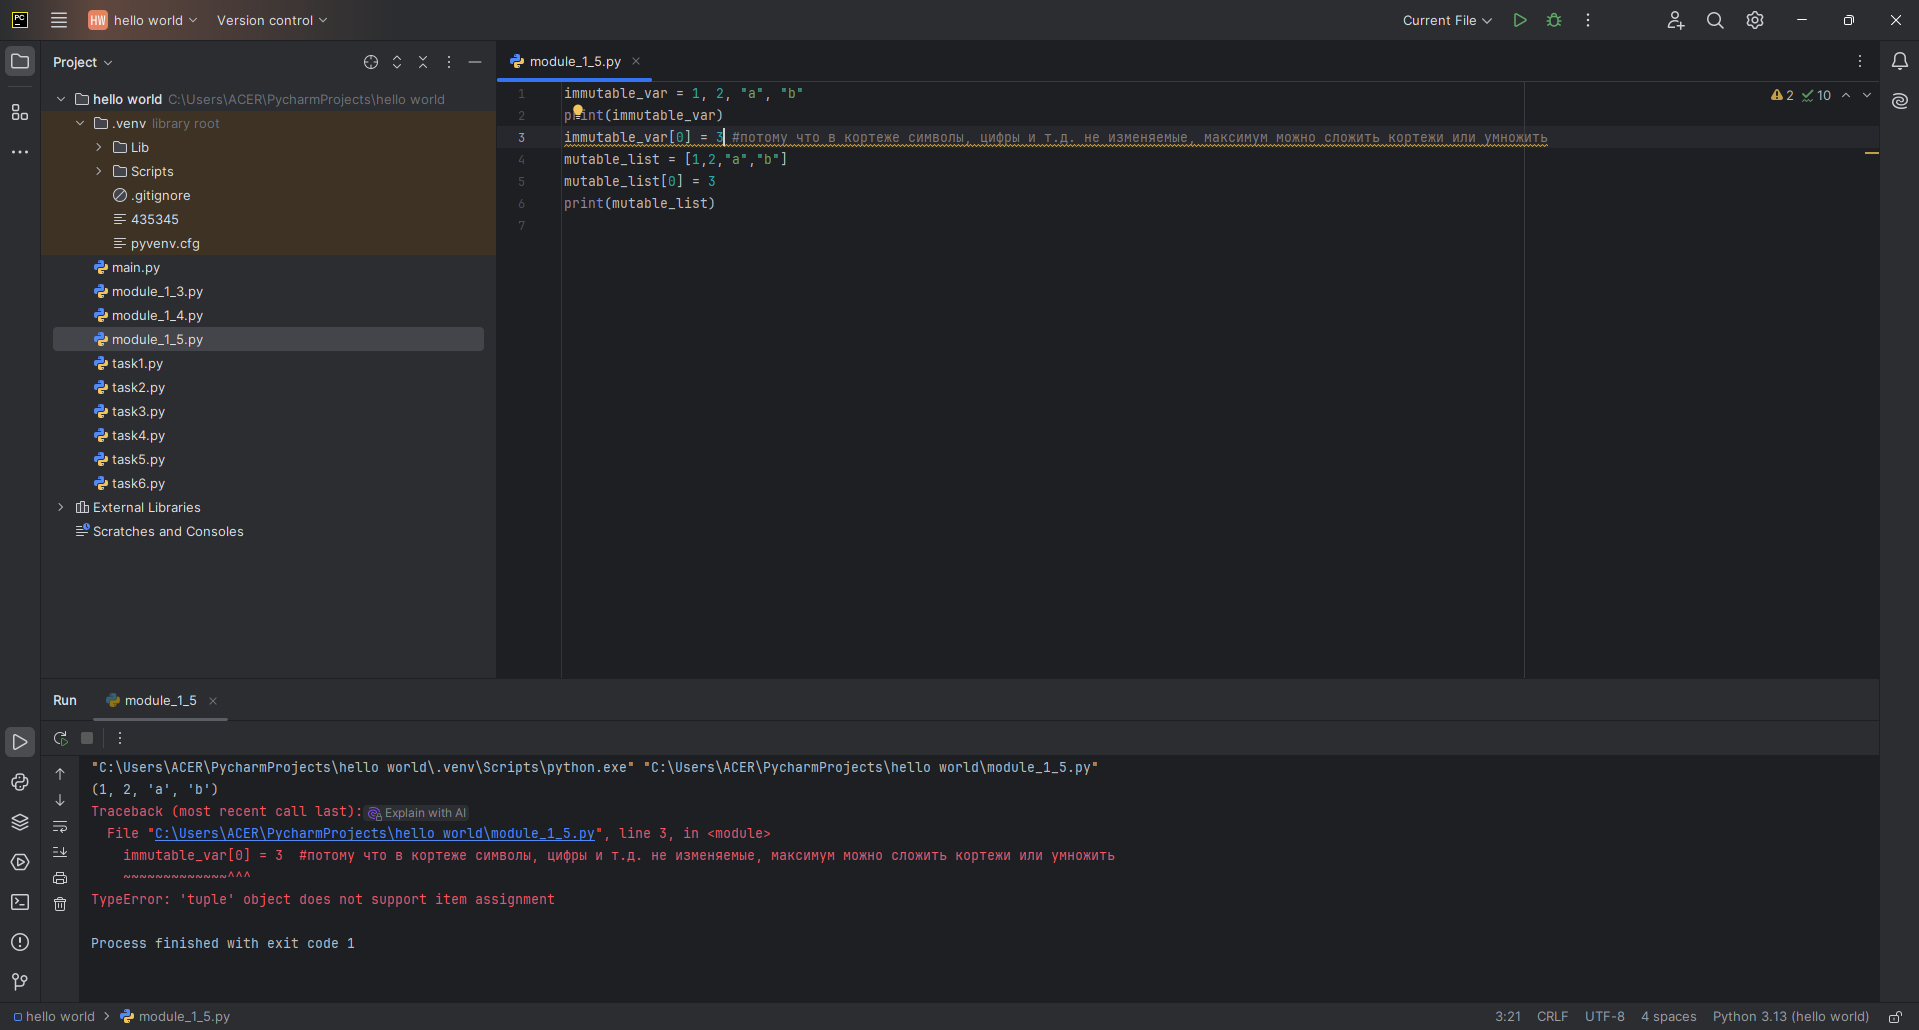 PC
HW hello world
Version control
Current File
Project
module_1_5.py
hello world C:\Users\ACER\PycharmProjects\hello world
.venv library root
Lib
Scripts
.gitignore
435345
pyvenv.cfg
main.py
module_1_3.py
module_1_4.py
module_1_5.py
task1.py
task2.py
task3.py
task4.py
task5.py
task6.py
External Libraries
Scratches and Consoles
1 immutable_var = 1, 2, "a", "b"
2 print(immutable_var)
3 immutable_var[0] = 3 #потому что в кортеже символы, цифры и т.д. не изменяемые, максимум можно сложить кортежи или умножить
4 mutable_list = [1,2,"a","b"]
5 mutable_list[0] = 3
6 print(mutable_list)
7
2 10
Run
module_1_5
"C:\Users\ACER\PycharmProjects\hello world\.venv\Scripts\python.exe" "C:\Users\ACER\PycharmProjects\hello world\module_1_5.py"
(1, 2, 'a', 'b')
Traceback (most recent call last): Explain with AI
File "C:\Users\ACER\PycharmProjects\hello world\module_1_5.py", line 3, in <module>
immutable_var[0] = 3  #потому что в кортеже символы, цифры и т.д. не изменяемые, максимум можно сложить кортежи или умножить
~~~~~~~~~~~~~^^^
TypeError: 'tuple' object does not support item assignment
Process finished with exit code 1
hello world > module_1_5.py
3:21 CRLF UTF-8 4 spaces Python 3.13 (hello world)